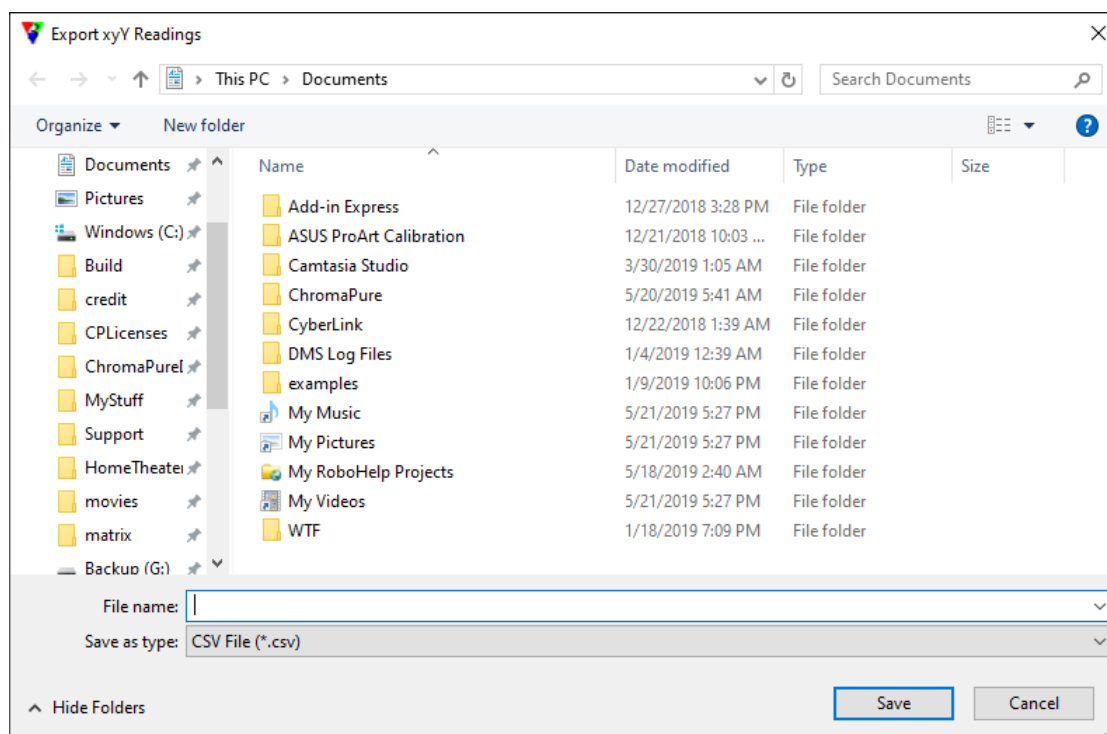 Export xyY Readings
This PC > Documents
Search Documents
Organize
New folder
Name Date modified Type Size
Documents
Pictures
Windows (C:)
Build
credit
CPLicenses
ChromaPure
MyStuff
Support
HomeTheater
movies
matrix
Backup (G:)
Add-in Express 12/27/2018 3:28 PM File folder
ASUS ProArt Calibration 12/21/2018 10:03 ... File folder
Camtasia Studio 3/30/2019 1:05 AM File folder
ChromaPure 5/20/2019 5:41 AM File folder
CyberLink 12/22/2018 1:39 AM File folder
DMS Log Files 1/4/2019 12:39 AM File folder
examples 1/9/2019 10:06 PM File folder
My Music 5/21/2019 5:27 PM File folder
My Pictures 5/21/2019 5:27 PM File folder
My RoboHelp Projects 5/18/2019 2:40 AM File folder
My Videos 5/21/2019 5:27 PM File folder
WTF 1/18/2019 7:09 PM File folder
File name:
Save as type: CSV File (*.csv)
Hide Folders
Save
Cancel